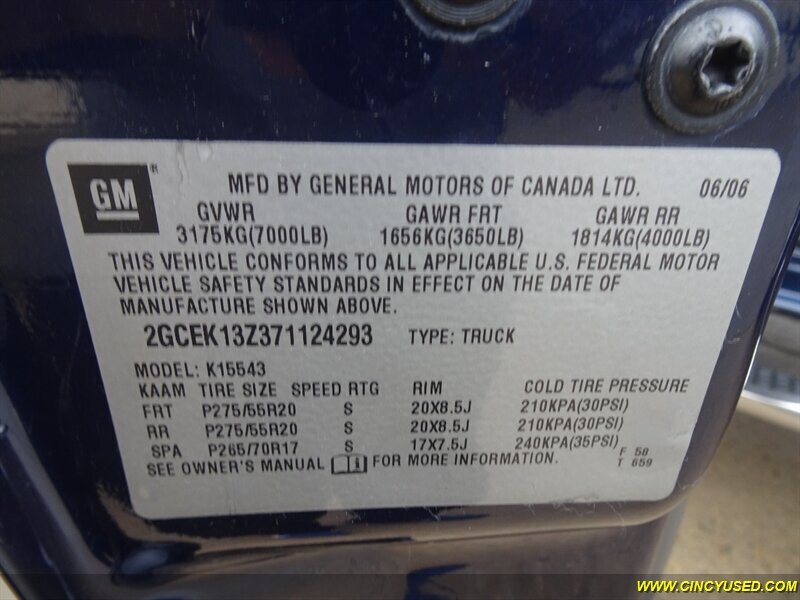 GM ®
MFD BY GENERAL MOTORS OF CANADA LTD. 06/06
GVWR GAWR FRT GAWR RR
3175KG(7000LB) 1656KG(3650LB) 1814KG(4000LB)
THIS VEHICLE CONFORMS TO ALL APPLICABLE U.S. FEDERAL MOTOR
VEHICLE SAFETY STANDARDS IN EFFECT ON THE DATE OF
MANUFACTURE SHOWN ABOVE.
2GCEK13Z371124293 TYPE: TRUCK
MODEL: K15543
KAAM TIRE SIZE SPEED RTG RIM COLD TIRE PRESSURE
FRT P275/55R20 S 20X8.5J 210KPA(30PSI)
RR P275/55R20 S 20X8.5J 210KPA(30PSI)
SPA P265/70R17 S 17X7.5J 240KPA(35PSI)
SEE OWNER'S MANUAL FOR MORE INFORMATION.
F 58
T 659
WWW.CINCYUSED.COM